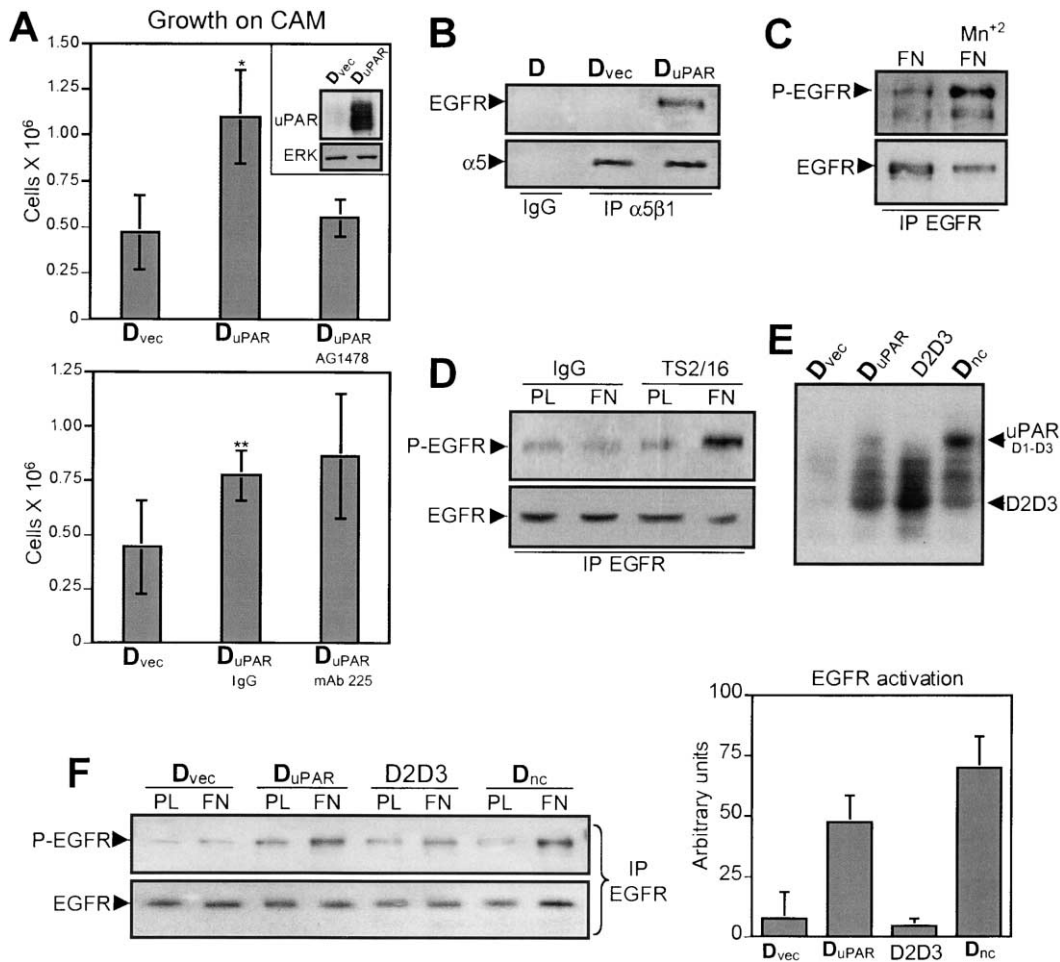 A
Growth on CAM
Cells X 10⁶
1.50
1.25
1.00
0.75
0.50
0.25
0
*
Dvec DuPAR
uPAR
ERK
Dvec DuPAR DuPAR
AG1478
Cells X 10⁶
1.25
1.00
0.75
0.50
0.25
0
**
Dvec DuPAR DuPAR
IgG mAb 225
B
D Dvec DuPAR
EGFR
α5
IgG IP α5β1
C
Mn⁺²
FN FN
P-EGFR
EGFR
IP EGFR
D
IgG TS2/16
PL FN PL FN
P-EGFR
EGFR
IP EGFR
E
Dvec DuPAR D2D3 Dnc
uPAR
D1-D3
D2D3
F
Dvec DuPAR D2D3 Dnc
PL FN PL FN PL FN PL FN
P-EGFR
EGFR
IP
EGFR
EGFR activation
Arbitrary units
100
75
50
25
0
Dvec DuPAR D2D3 Dnc